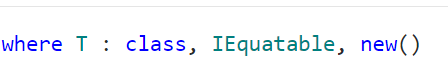 where T : class, IEquatable, new()